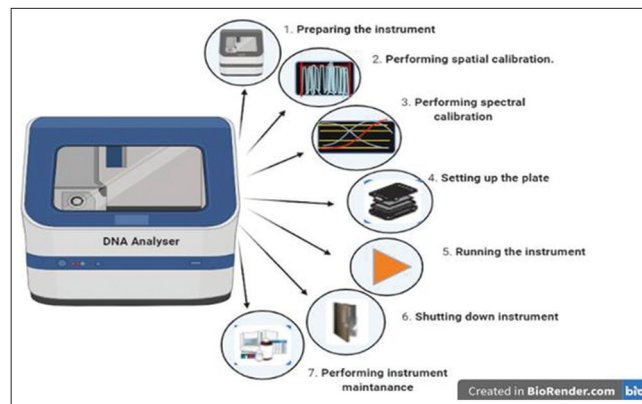 1. Preparing the instrument
2. Performing spatial calibration.
3. Performing spectral
calibration
4. Setting up the plate
DNA Analyser
5. Running the instrument
6. Shutting down instrument
7. Performing instrument
maintanance
Created in BioRender.com bio